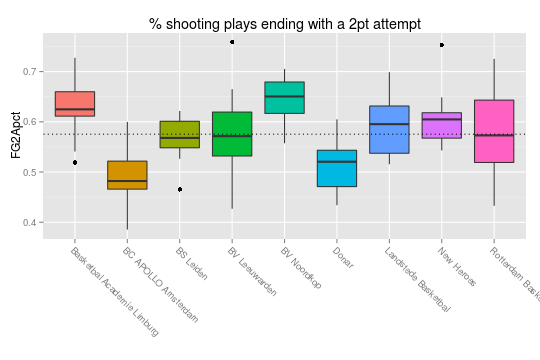 % shooting plays ending with a 2pt attempt
FG2Apct
0.7
0.6
0.5
0.4
Basketbal Academie Limburg
BC APOLLO Amsterdam
BS Leiden
BV Leeuwarden
BV Noordkop
Donar
Landstede Basketbal
New Heroes
Rotterdam